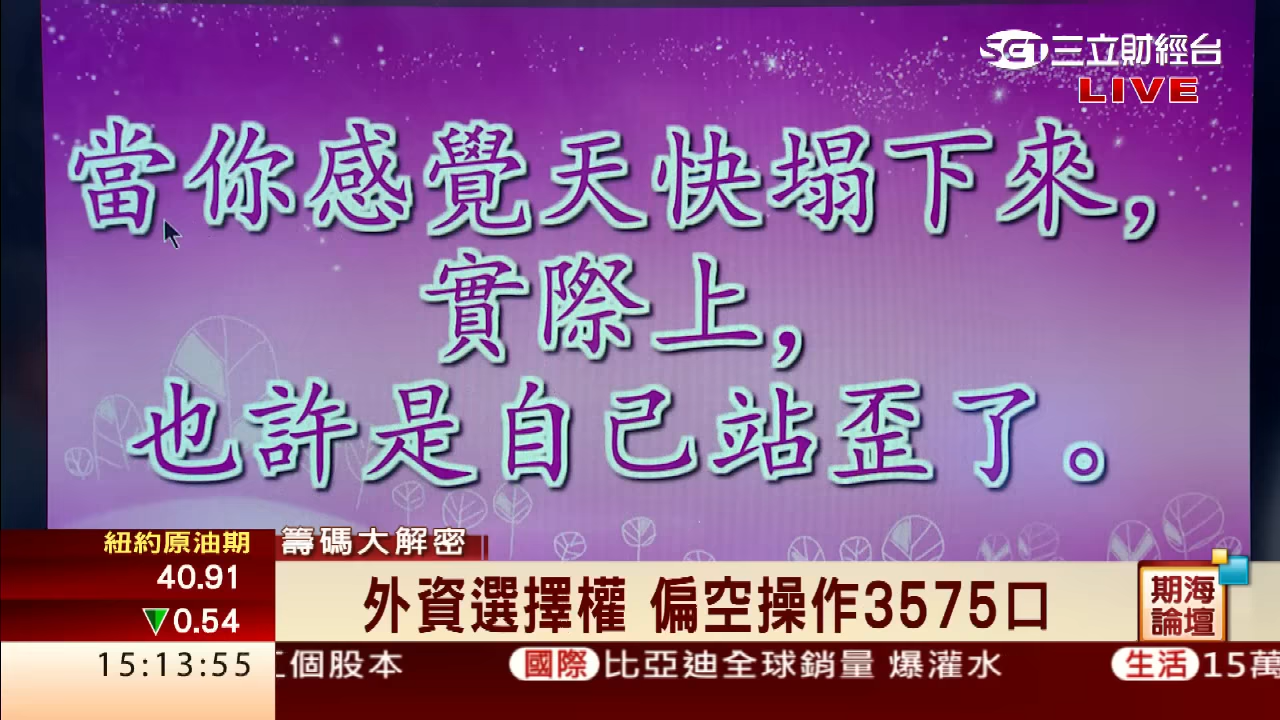 SET三立財經台
LIVE
當你感覺天快塌下來,
實際上,
也許是自己站歪了。
紐約原油期
40.91
▼0.54
15:13:55
籌碼大解密
外資選擇權 偏空操作3575口
期海
論壇
個股本 國際 比亞迪全球銷量 爆灌水 生活 15萬